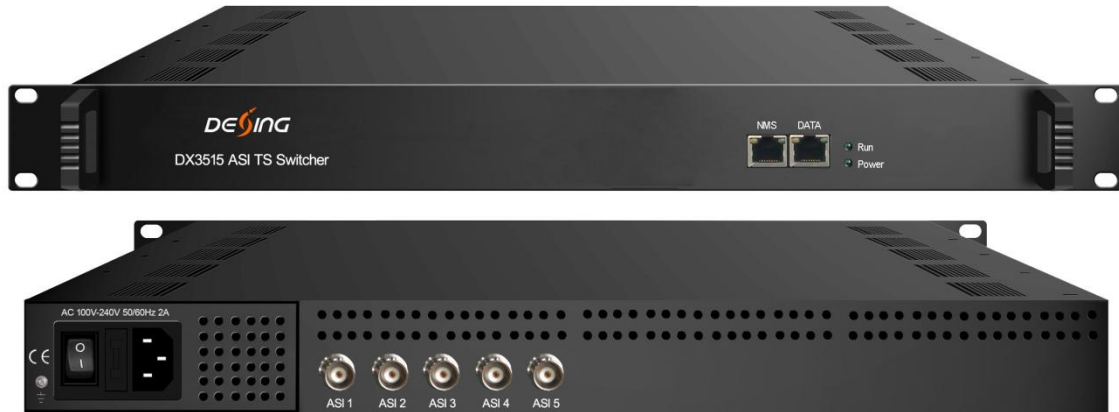 DEXING
NMS DATA
DX3515 ASI TS Switcher
Run
Power
AC 100V-240V 50/60Hz 2A
O
I
CE
ASI 1 ASI 2 ASI 3 ASI 4 ASI 5